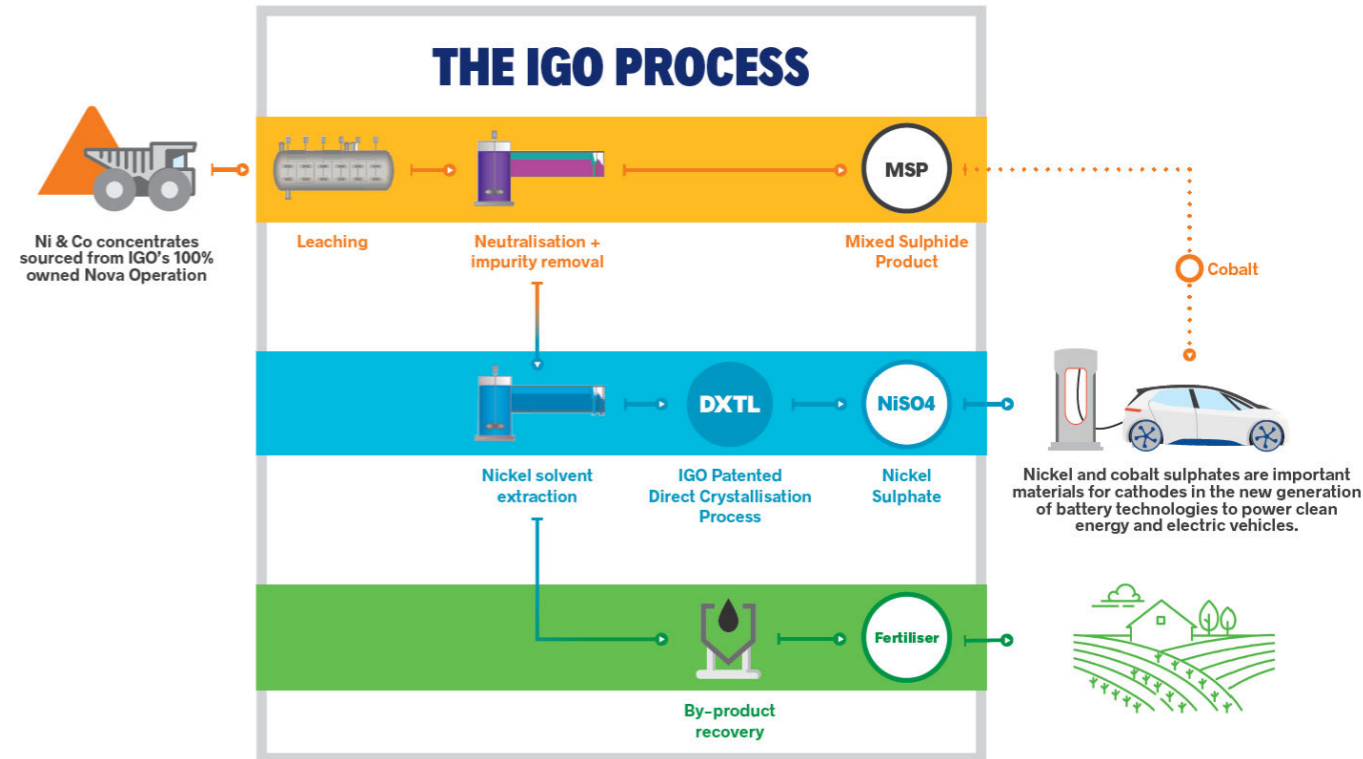 THE IGO PROCESS
MSP
Ni & Co concentrates
sourced from IGO's 100%
owned Nova Operation
Leaching
Neutralisation +
impurity removal
Mixed Sulphide
Product
Cobalt
DXTL
NiSO4
Nickel solvent
extraction
IGO Patented
Direct Crystallisation
Process
Nickel
Sulphate
Nickel and cobalt sulphates are important
materials for cathodes in the new generation
of battery technologies to power clean
energy and electric vehicles.
Fertiliser
By-product
recovery